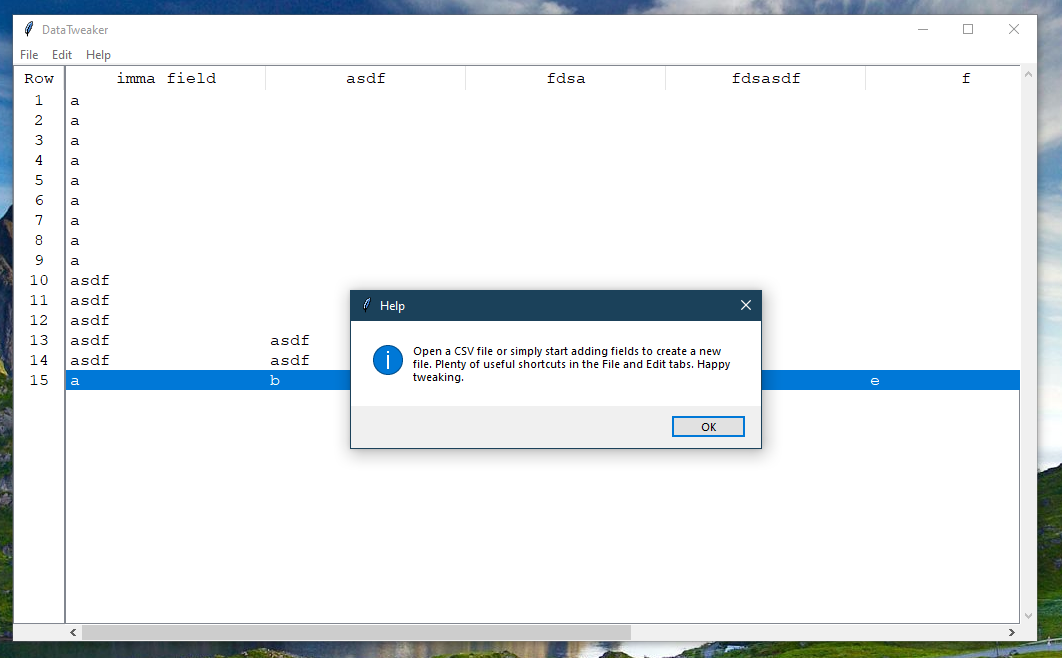 DataTweaker
File Edit Help
Row imma field asdf fdsa fdsasdf f
1 a
2 a
3 a
4 a
5 a
6 a
7 a
8 a
9 a
10 asdf
11 asdf
12 asdf
13 asdf asdf
14 asdf asdf
15 a b e
Help
Open a CSV file or simply start adding fields to create a new
file. Plenty of useful shortcuts in the File and Edit tabs. Happy
tweaking.
OK